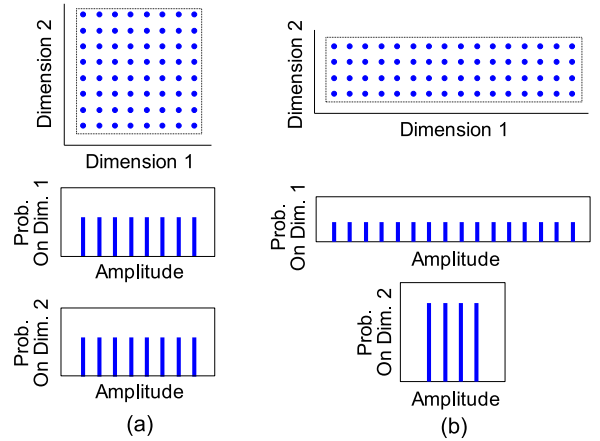 Dimension 2
Dimension 1
Prob.
On Dim. 1
Amplitude
Prob.
On Dim. 2
Amplitude
(a)
Dimension 2
Dimension 1
Prob.
On Dim. 1
Amplitude
Prob.
On Dim. 2
Amplitude
(b)